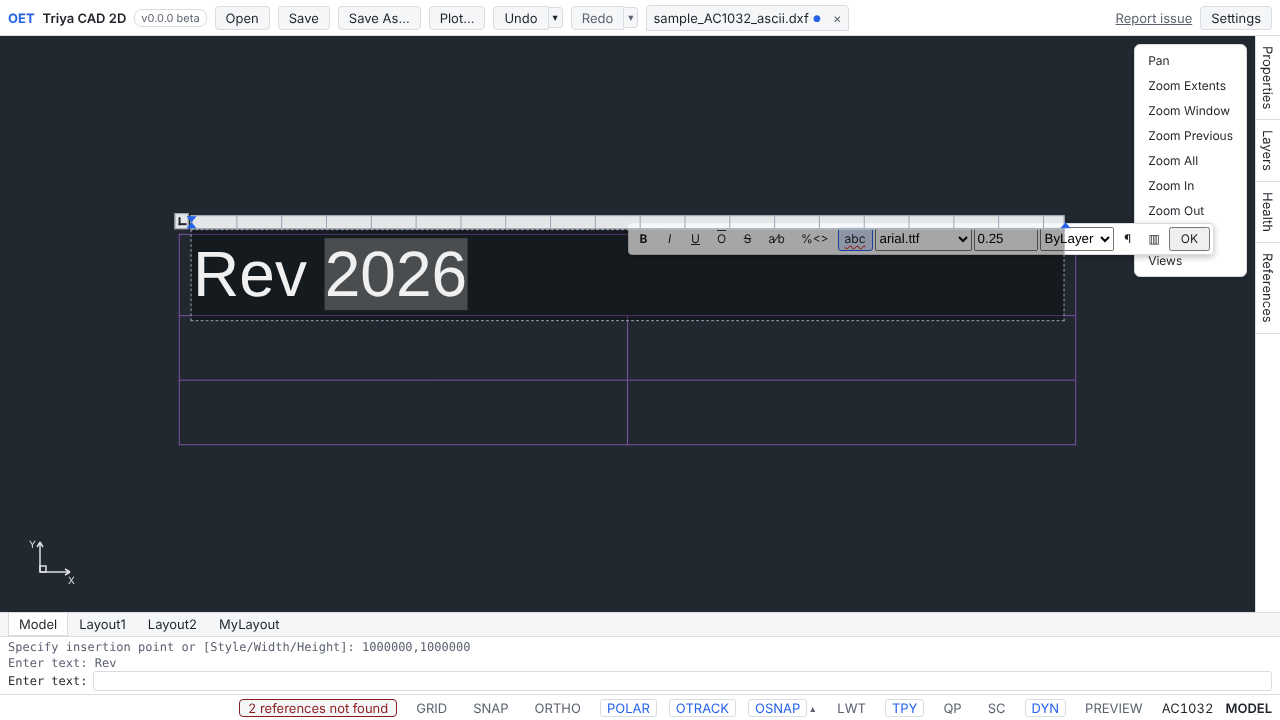 OET Triya CAD 2D v0.0.0 beta Open Save Save As... Plot... Undo ▾ Redo ▾ sample_AC1032_ascii.dxf ● × Report issue Settings
Pan
Zoom Extents
Zoom Window
Zoom Previous
Zoom All
Zoom In
Zoom Out
Views
Properties
Layers
Health
References
B I U O S a/b %<> abc arial.ttf 0.25 ByLayer ¶ ▥ OK
Rev 2026
Y
X
Model Layout1 Layout2 MyLayout
Specify insertion point or [Style/Width/Height]: 1000000,1000000
Enter text: Rev
Enter text:
2 references not found GRID SNAP ORTHO POLAR OTRACK OSNAP ▴ LWT TPY QP SC DYN PREVIEW AC1032 MODEL